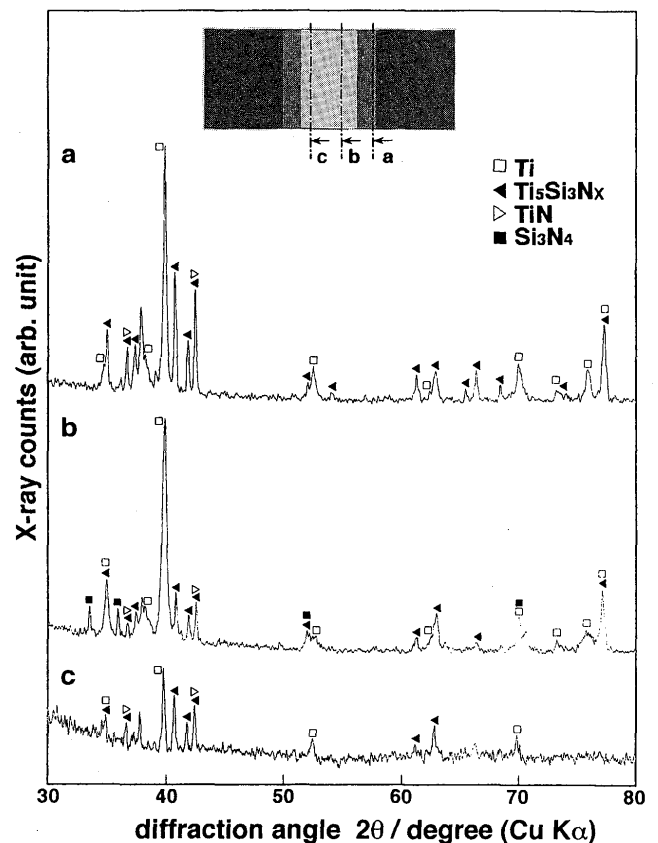 c b a
a
□ Ti
◀ Ti5Si3NX
▷ TiN
■ Si3N4
b
c
X-ray counts (arb. unit)
30 40 50 60 70 80
diffraction angle 2θ / degree (Cu Kα)